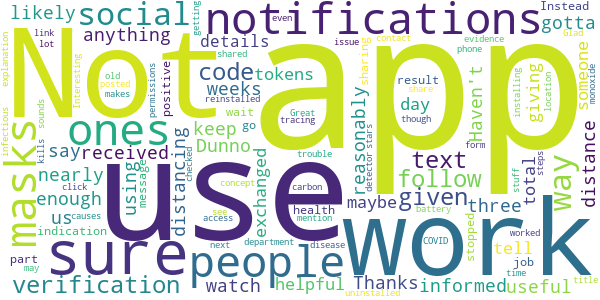 likely social notifications gotta Instead
link lot anything details issue even getting
explanation Not app
old posted makes Interesting code shared tokens weeks evidence phone contact Glad
permissions positive result share sharing someone
masks ones reinstalled wait day though giving installing location monoxide
infectious sounds keep go Great tracing reasonably Haven't
say received Dunno trouble text form way distance
nearly using message distancing use exchanged detector stars follow stuff
kills click carbon maybe given three total steps
enough us causes checked concept health mention work
sure people access see battery stopped tell worked
indication watch department disease COVID job time
part may next Thanks informed useful title
verification helpful uninstalled